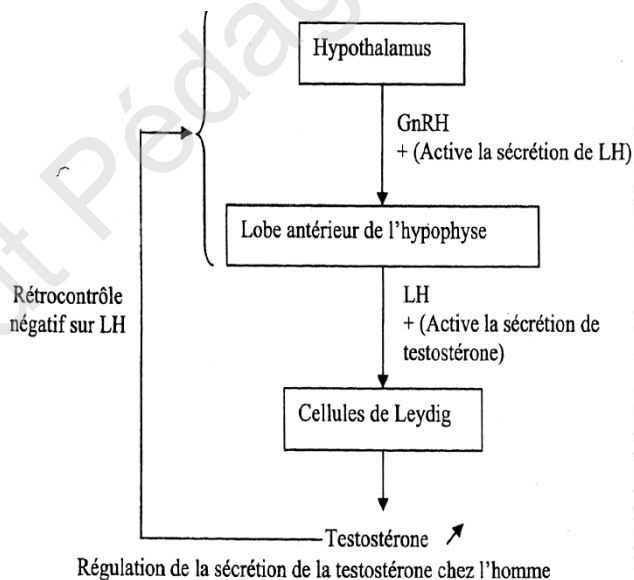 Hypothalamus
GnRH
+ (Active la sécrétion de LH)
Lobe antérieur de l'hypophyse
Rétrocontrôle
négatif sur LH
LH
+ (Active la sécrétion de
testostérone)
Cellules de Leydig
Testostérone
Régulation de la sécrétion de la testostérone chez l'homme